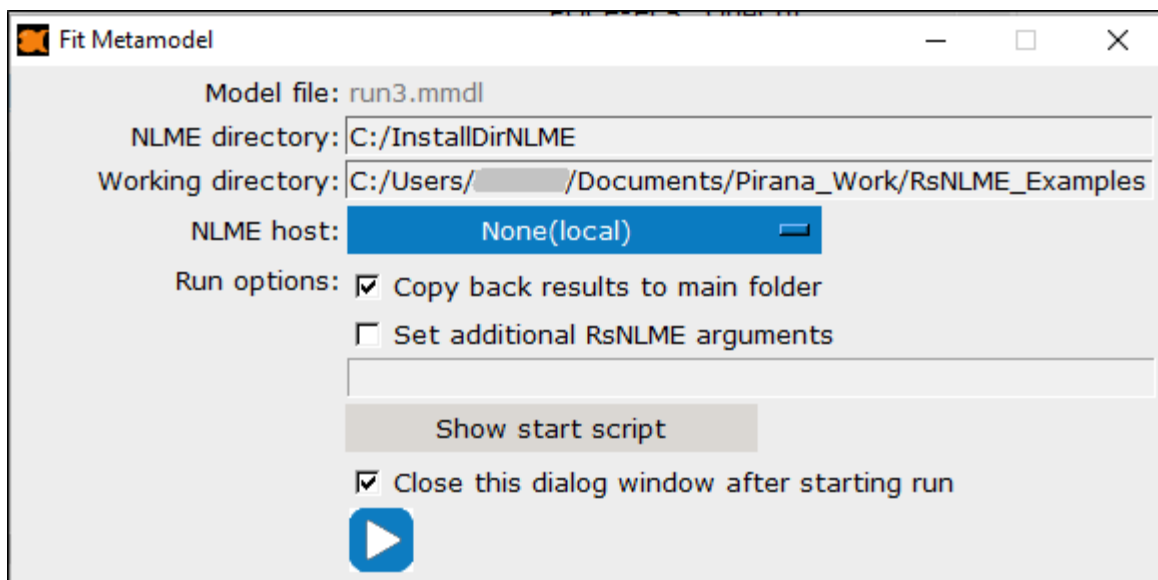 Fit Metamodel
Model file: run3.mmdl
NLME directory: C:/InstallDirNLME
Working directory: C:/Users/ /Documents/Pirana_Work/RsNLME_Examples
NLME host: None(local)
Run options: Copy back results to main folder
Set additional RsNLME arguments
Show start script
Close this dialog window after starting run